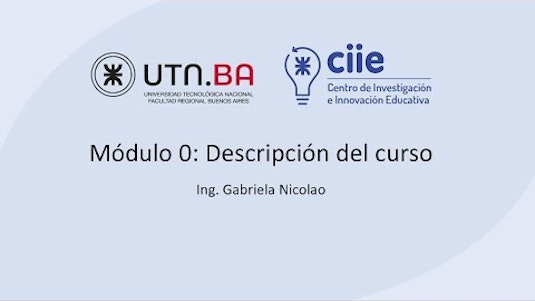 UTN.BA
UNIVERSIDAD TECNOLÓGICA NACIONAL
FACULTAD REGIONAL BUENOS AIRES
ciie
Centro de Investigación
e Innovación Educativa
Módulo 0: Descripción del curso
Ing. Gabriela Nicolao